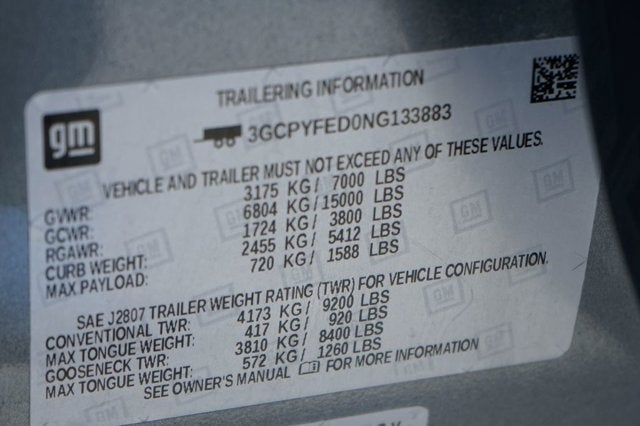 TRAILERING INFORMATION
gm
3GCPYFED0NG133883
VEHICLE AND TRAILER MUST NOT EXCEED ANY OF THESE VALUES.
GVWR: 3175 KG/ 7000 LBS
GCWR: 6804 KG/15000 LBS
RGAWR: 1724 KG/ 3800 LBS
CURB WEIGHT: 2455 KG/ 5412 LBS
MAX PAYLOAD: 720 KG/ 1588 LBS
SAE J2807 TRAILER WEIGHT RATING (TWR) FOR VEHICLE CONFIGURATION.
CONVENTIONAL TWR: 4173 KG/ 9200 LBS
MAX TONGUE WEIGHT: 417 KG/ 920 LBS
GOOSENECK TWR: 3810 KG/ 8400 LBS
MAX TONGUE WEIGHT: 572 KG/ 1260 LBS
SEE OWNER'S MANUAL FOR MORE INFORMATION